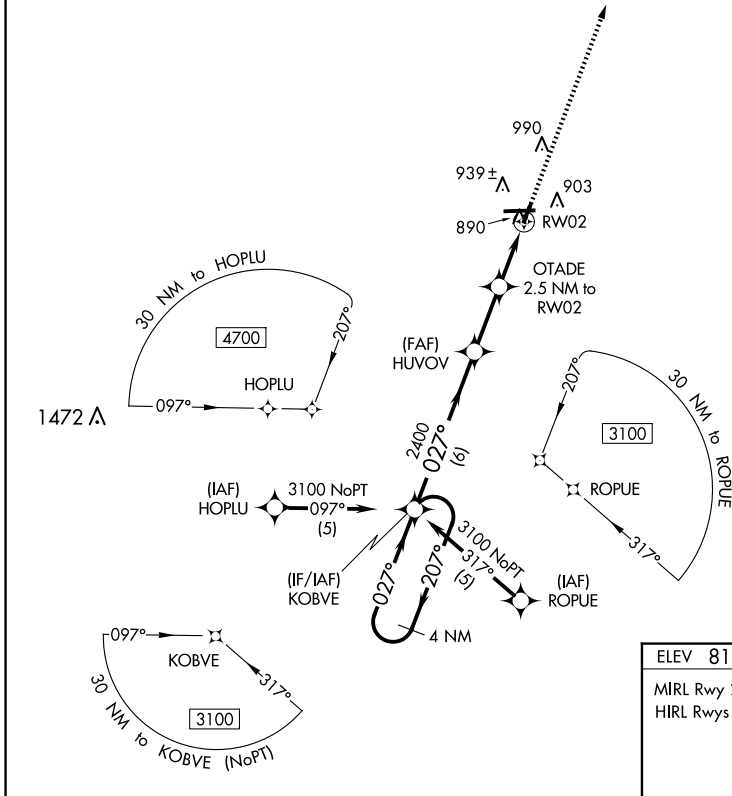 990
939±
903
890
RW02
OTADE
2.5 NM to
RW02
(FAF)
HUVOV
30 NM to HOPLU
4700
207°
HOPLU
097°
1472
2400
027°
(6)
207°
30 NM to ROPUE
3100
ROPUE
317°
(IAF)
HOPLU
3100 NoPT
097°
(5)
3100 NoPT
317°
(5)
(IF/IAF)
KOBVE
027°
207°
4 NM
(IAF)
ROPUE
097°
KOBVE
317°
3100
30 NM to KOBVE (NoPT)
ELEV 81
MIRL Rwy
HIRL Rwys